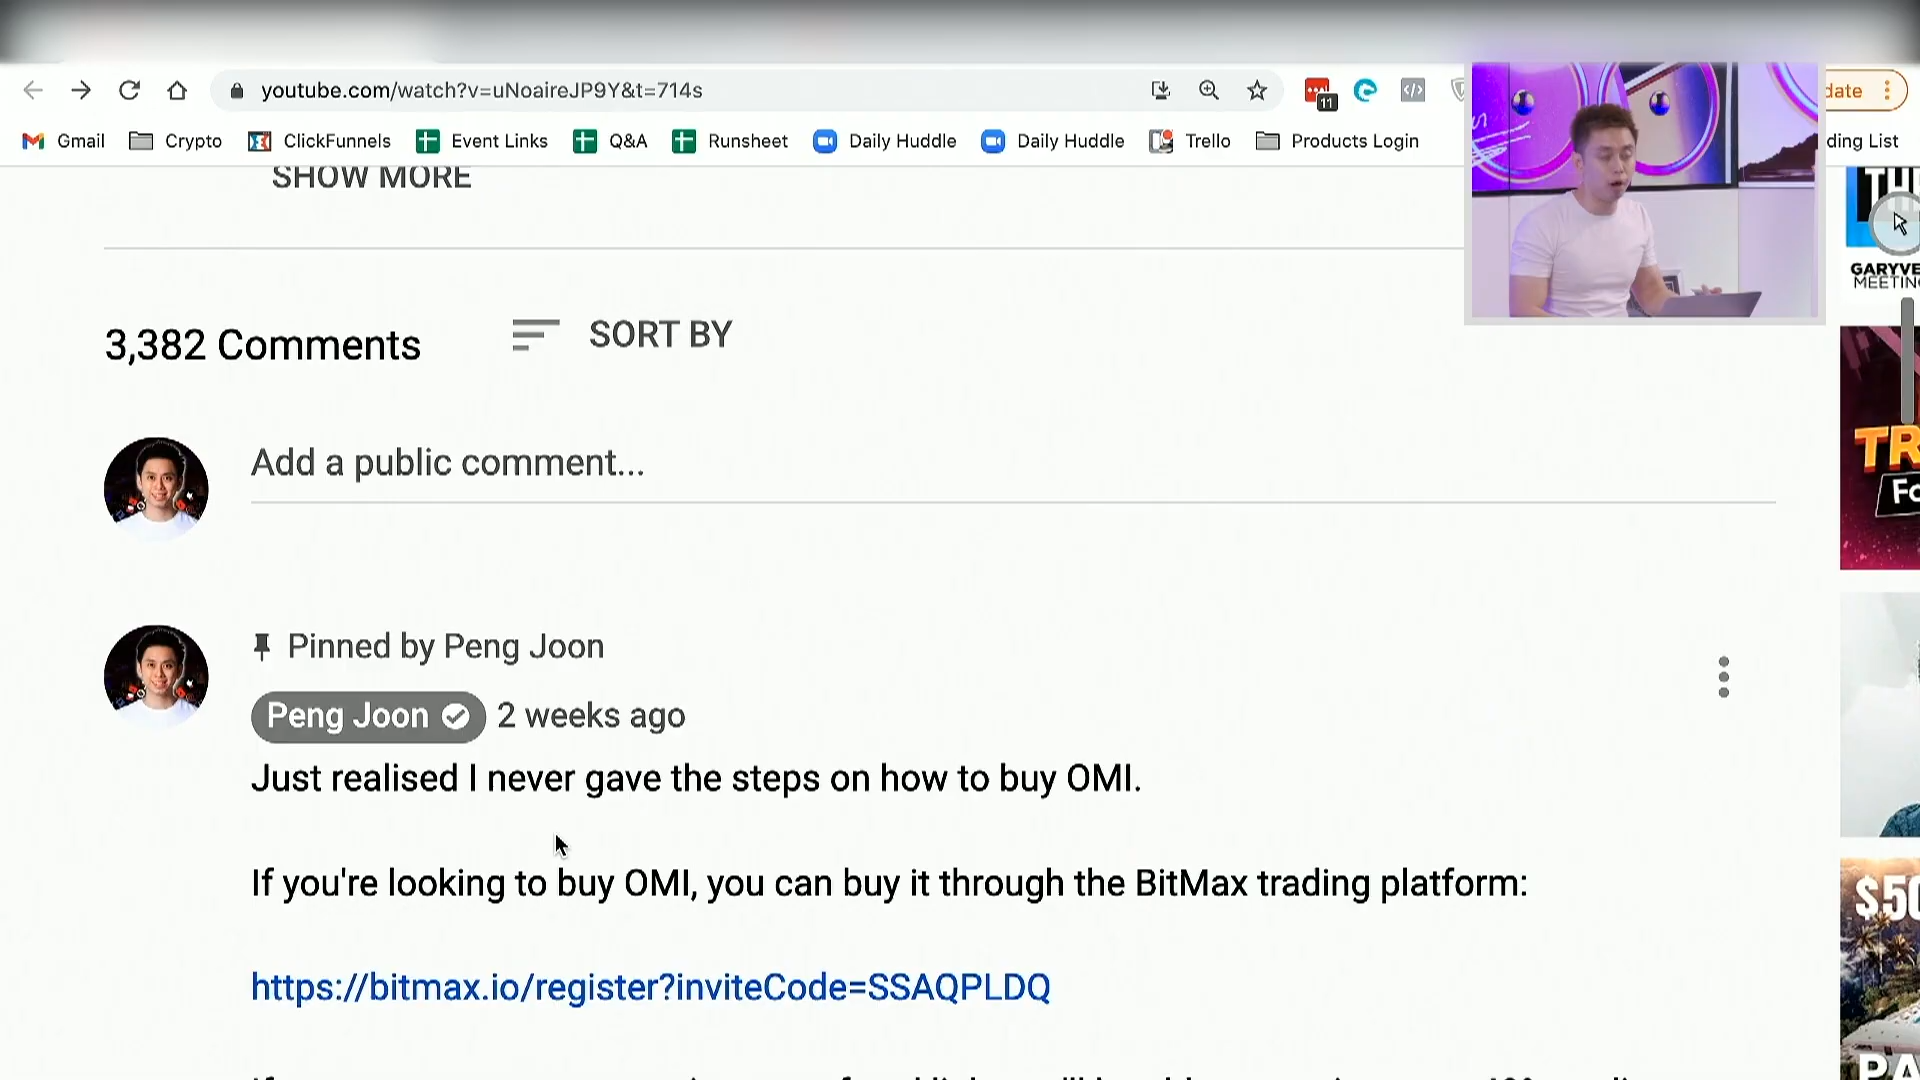 youtube.com/watch?v=uNoaireJP9Y&t=714s
11
Gmail Crypto ClickFunnels Event Links Q&A Runsheet Daily Huddle Daily Huddle Trello Products Login
SHOW MORE
3,382 Comments SORT BY
Add a public comment...
Pinned by Peng Joon
Peng Joon 2 weeks ago
Just realised I never gave the steps on how to buy OMI.
If you're looking to buy OMI, you can buy it through the BitMax trading platform:
https://bitmax.io/register?inviteCode=SSAQPLDQ